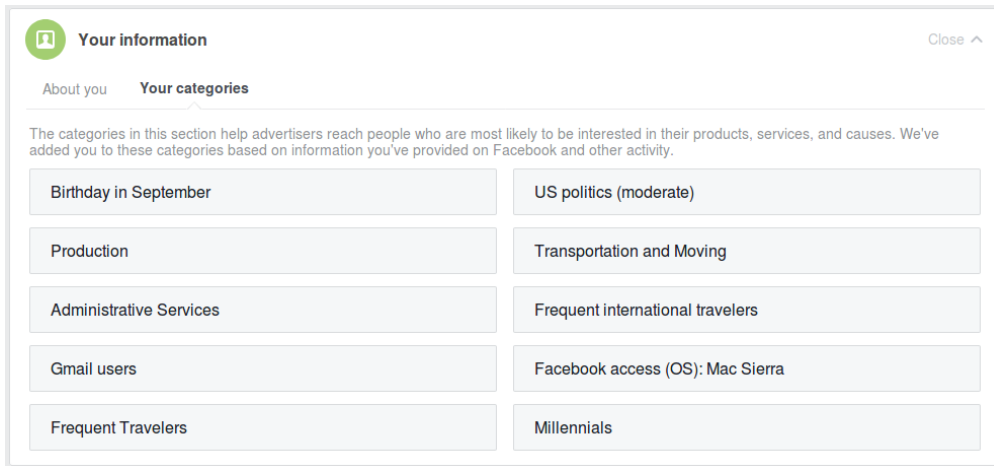 Your information
Close
About you
Your categories
The categories in this section help advertisers reach people who are most likely to be interested in their products, services, and causes. We've
added you to these categories based on information you've provided on Facebook and other activity.
Birthday in September
US politics (moderate)
Production
Transportation and Moving
Administrative Services
Frequent international travelers
Gmail users
Facebook access (OS): Mac Sierra
Frequent Travelers
Millennials